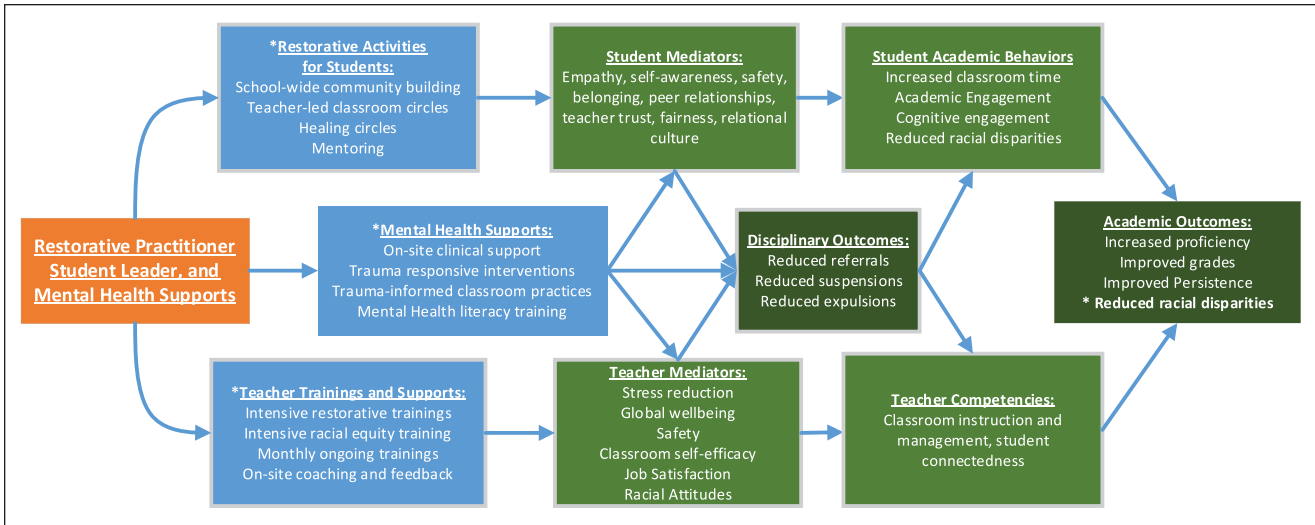 *Restorative Activities
for Students:
School-wide community building
Teacher-led classroom circles
Healing circles
Mentoring
Student Mediators:
Empathy, self-awareness, safety,
belonging, peer relationships,
teacher trust, fairness, relational
culture
Student Academic Behaviors
Increased classroom time
Academic Engagement
Cognitive engagement
Reduced racial disparities
Restorative Practitioner
Student Leader, and
Mental Health Supports
*Mental Health Supports:
On-site clinical support
Trauma responsive interventions
Trauma-informed classroom practices
Mental Health literacy training
Disciplinary Outcomes:
Reduced referrals
Reduced suspensions
Reduced expulsions
Academic Outcomes:
Increased proficiency
Improved grades
Improved Persistence
* Reduced racial disparities
*Teacher Trainings and Supports:
Intensive restorative trainings
Intensive racial equity training
Monthly ongoing trainings
On-site coaching and feedback
Teacher Mediators:
Stress reduction
Global wellbeing
Safety
Classroom self-efficacy
Job Satisfaction
Racial Attitudes
Teacher Competencies:
Classroom instruction and
management, student
connectedness